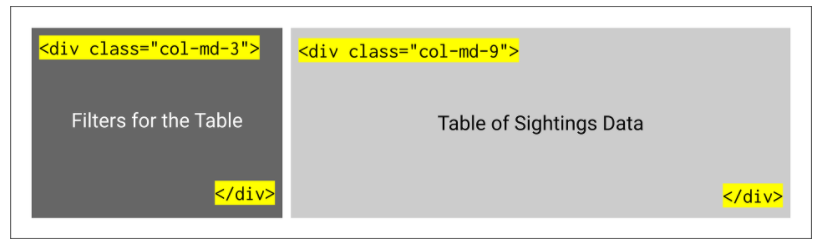 <div class="col-md-3">
Filters for the Table
</div>
<div class="col-md-9">
Table of Sightings Data
</div>